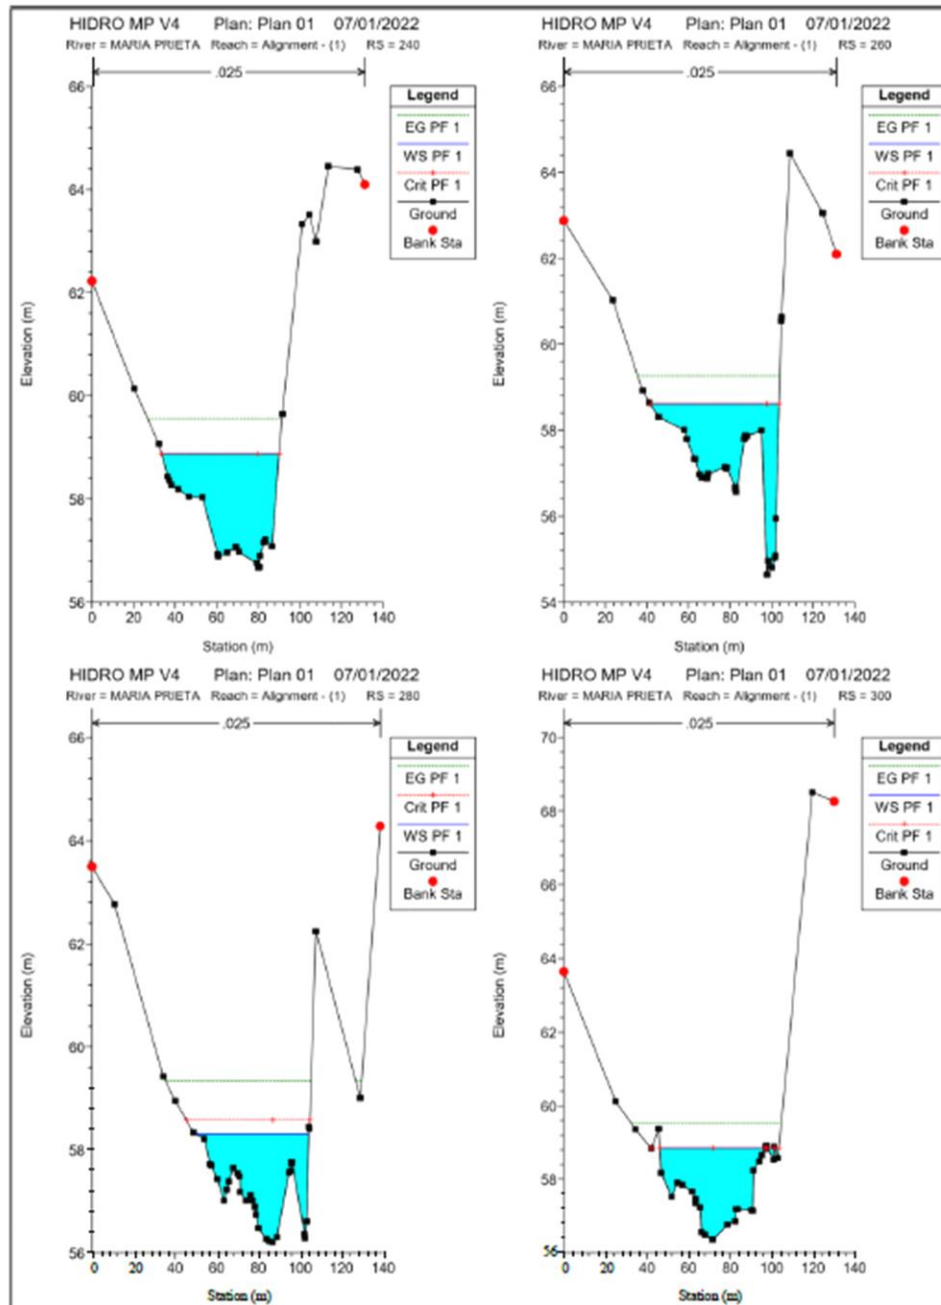 HIDRO MP V4 Plan: Plan 01 07/01/2022
River = MARIA PRIETA Reach = Alignment - (1) RS = 240
.025
Legend
EG PF 1
WS PF 1
Crit PF 1
Ground
Bank Sta
Elevation (m)
66
64
62
60
58
56
0 20 40 60 80 100 120 140
Station (m)
HIDRO MP V4 Plan: Plan 01 07/01/2022
River = MARIA PRIETA Reach = Alignment - (1) RS = 260
.025
Legend
EG PF 1
WS PF 1
Crit PF 1
Ground
Bank Sta
Elevation (m)
66
64
62
60
58
56
54
0 20 40 60 80 100 120 140
Station (m)
HIDRO MP V4 Plan: Plan 01 07/01/2022
River = MARIA PRIETA Reach = Alignment - (1) RS = 280
.025
Legend
EG PF 1
Crit PF 1
WS PF 1
Ground
Bank Sta
Elevation (m)
66
64
62
60
58
56
0 20 40 60 80 100 120 140
Station (m)
HIDRO MP V4 Plan: Plan 01 07/01/2022
River = MARIA PRIETA Reach = Alignment - (1) RS = 300
.025
Legend
EG PF 1
WS PF 1
Crit PF 1
Ground
Bank Sta
Elevation (m)
70
68
66
64
62
60
58
56
0 20 40 60 80 100 120 140
Station (m)